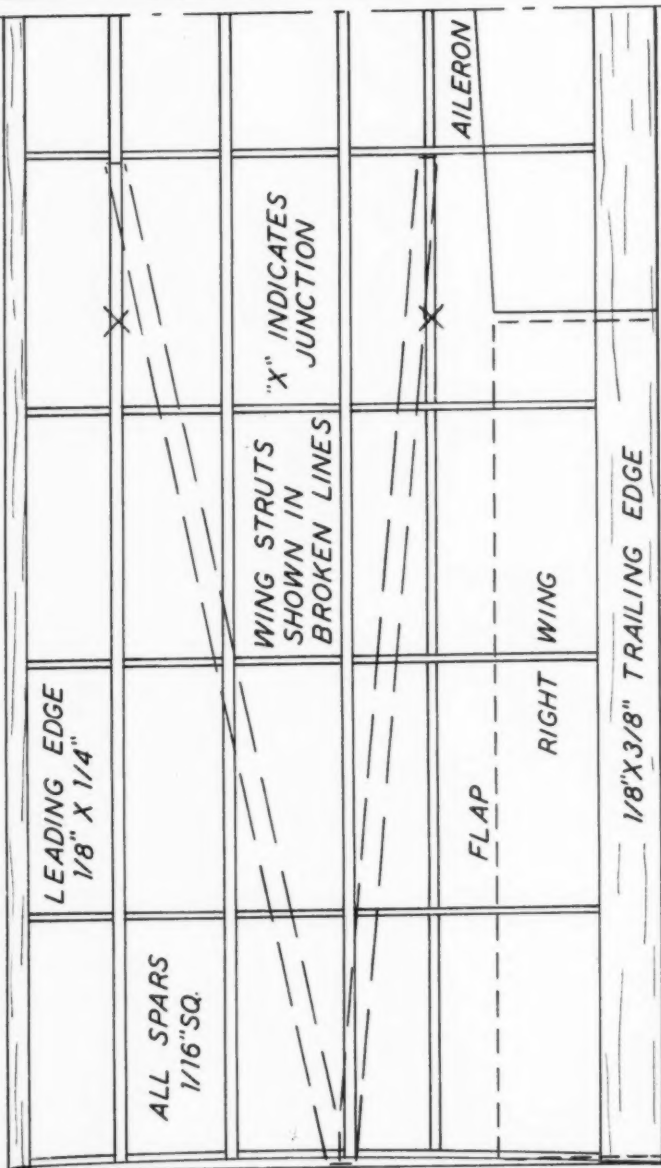 LEADING EDGE
1/8" X 1/4"
ALL SPARS
1/16" SQ.
WING STRUTS
SHOWN IN
BROKEN LINES
"X" INDICATES
JUNCTION
AILERON
FLAP
RIGHT WING
1/8" X 3/8" TRAILING EDGE